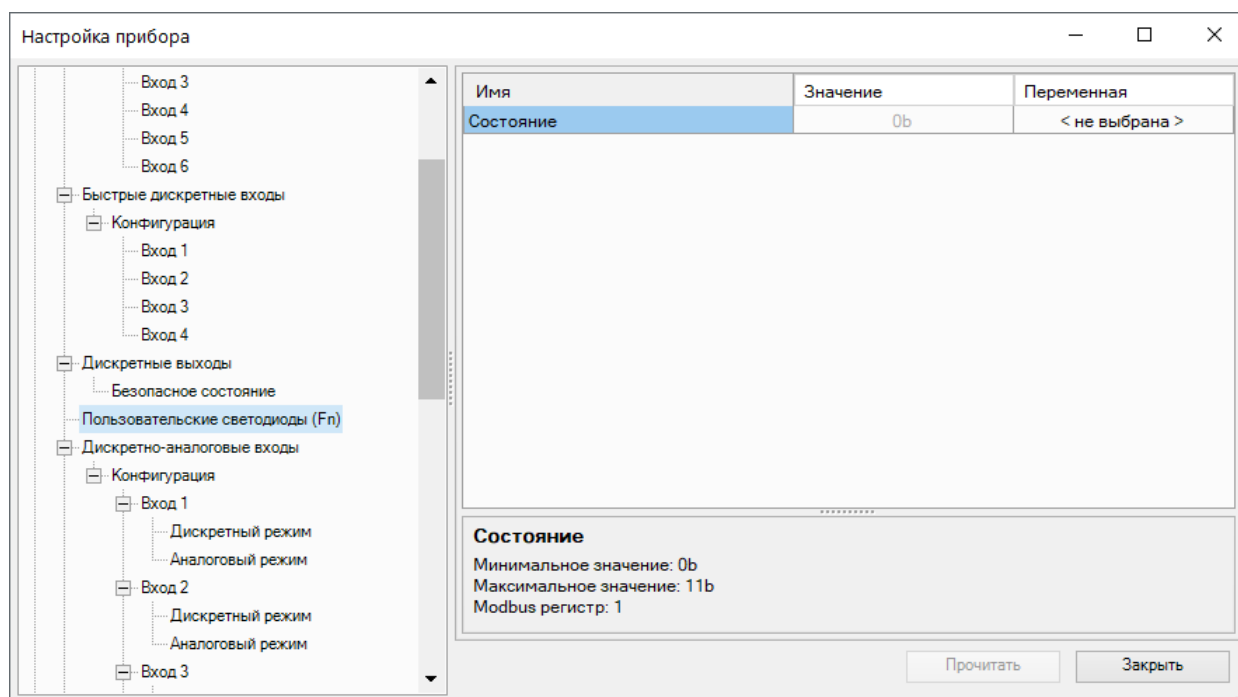 Настройка прибора
Вход 3
Вход 4
Вход 5
Вход 6
Быстрые дискретные входы
Конфигурация
Вход 1
Вход 2
Вход 3
Вход 4
Дискретные выходы
Безопасное состояние
Пользовательские светодиоды (Fn)
Дискретно-аналоговые входы
Конфигурация
Вход 1
Дискретный режим
Аналоговый режим
Вход 2
Дискретный режим
Аналоговый режим
Вход 3
Имя Значение Переменная
Состояние 0b < не выбрана >
Состояние
Минимальное значение: 0b
Максимальное значение: 11b
Modbus регистр: 1
Прочитать Закрыть